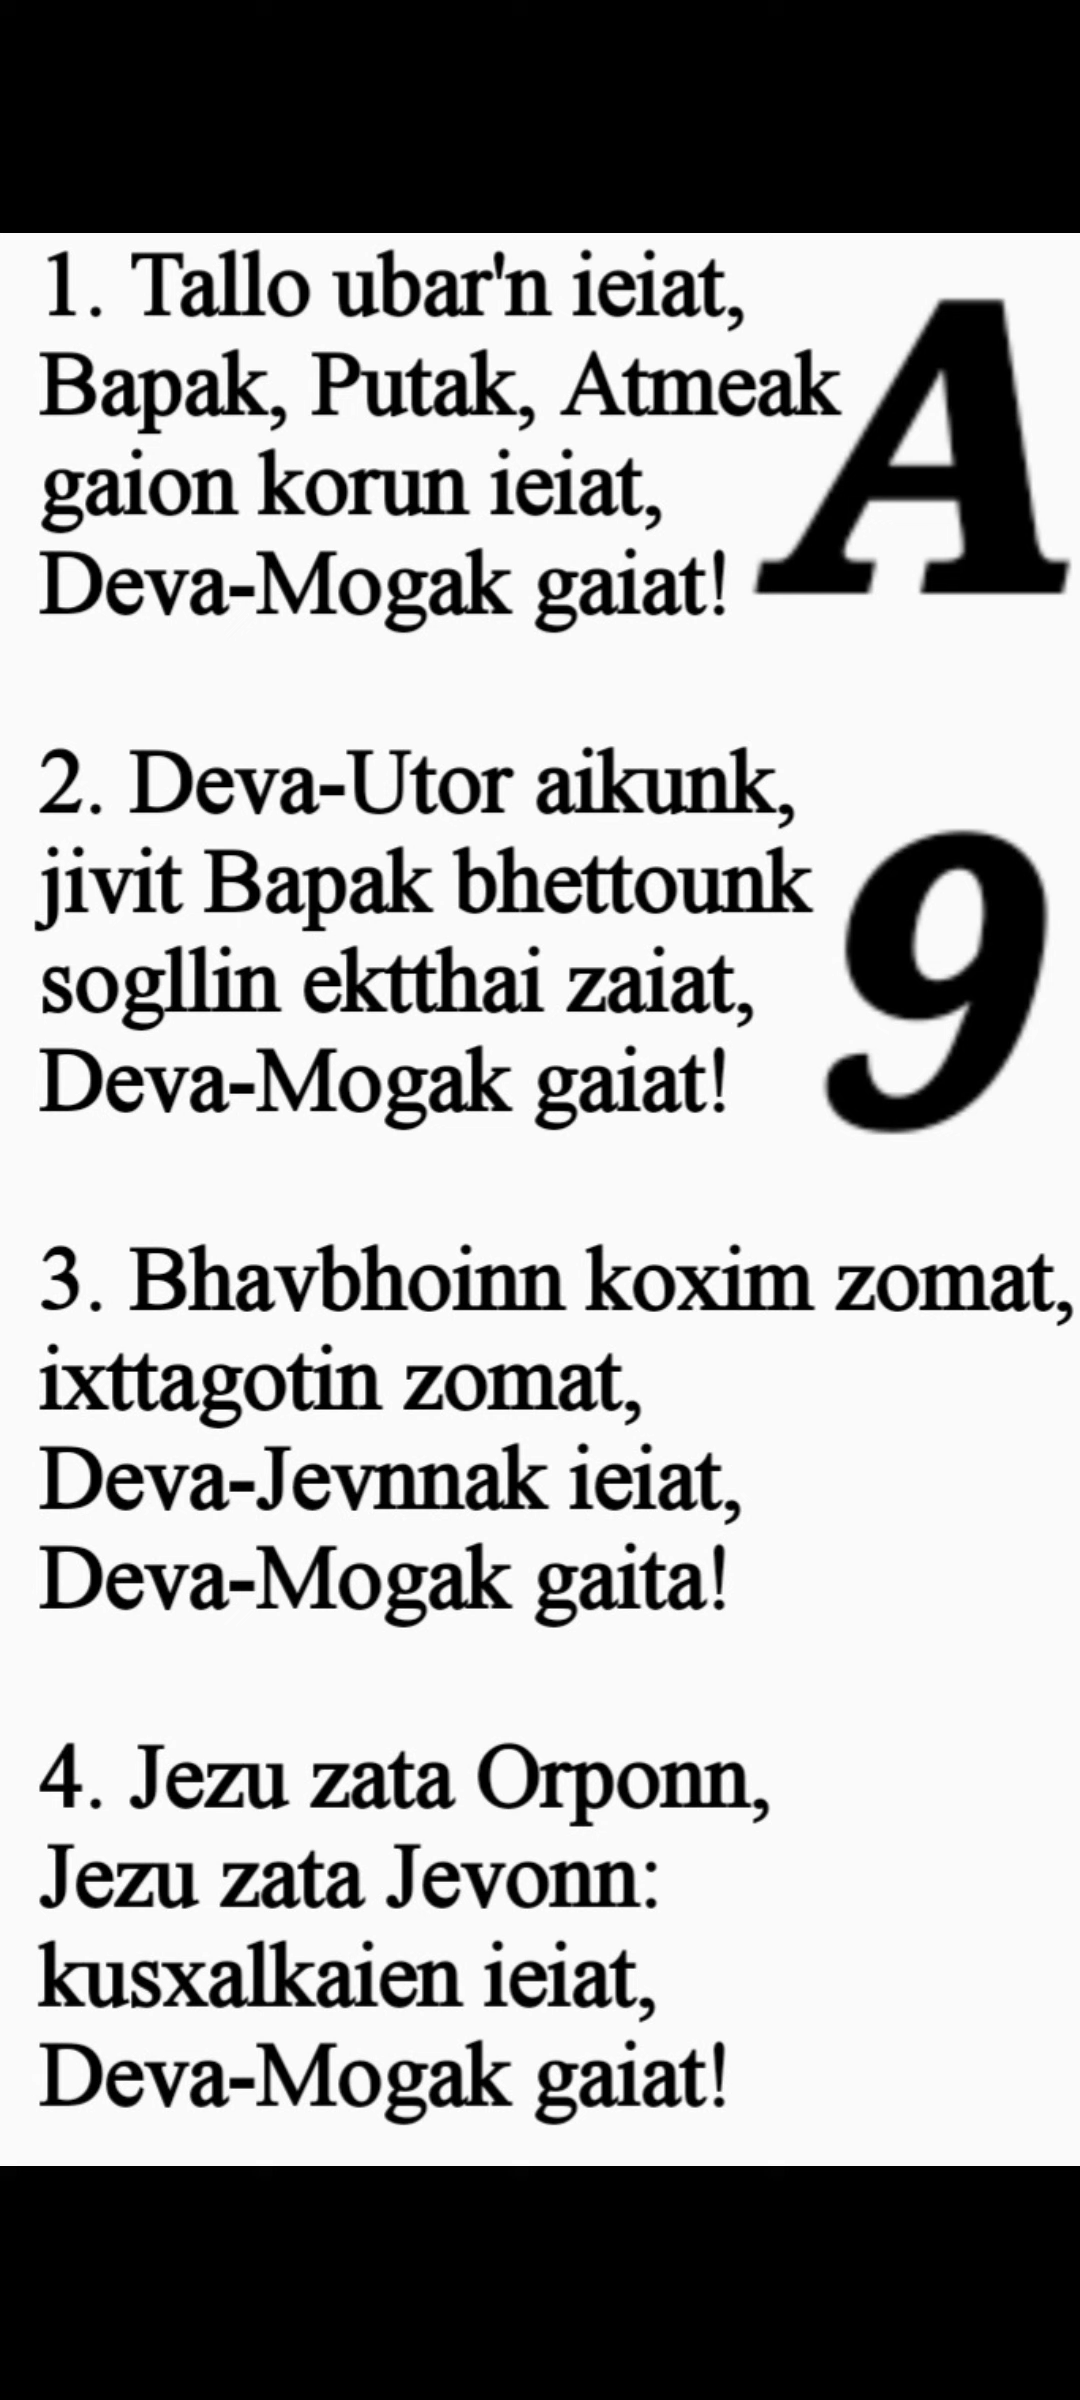 1. Tallo ubar'n ieiat,
Bapak, Putak, Atmeak
gaion korun ieiat,
Deva-Mogak gaiat!
A
2. Deva-Utor aikunk,
jivit Bapak bhettounk
sogllin ektthai zaiat,
Deva-Mogak gaiat!
9
3. Bhavbhoinn koxim zomat,
ixttagotin zomat,
Deva-Jevnnak ieiat,
Deva-Mogak gaita!
4. Jezu zata Orponn,
Jezu zata Jevonn:
kusxalkaien ieiat,
Deva-Mogak gaiat!